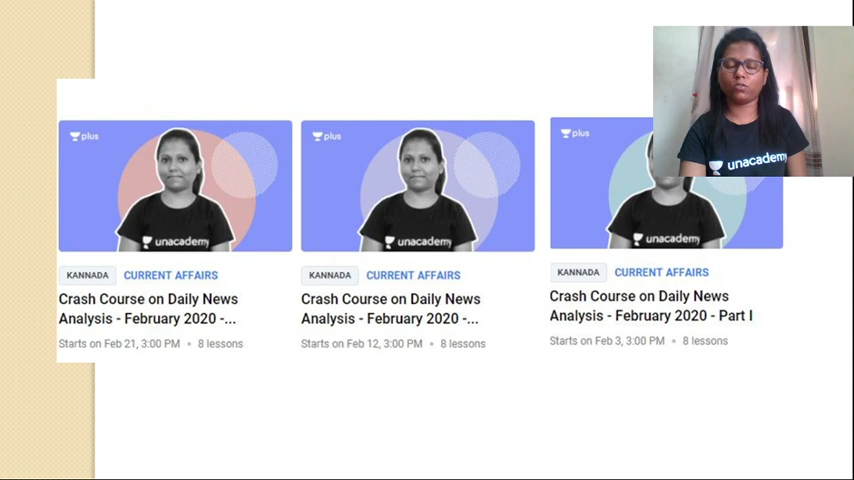 plus
unacademy
KANNADA CURRENT AFFAIRS
Crash Course on Daily News
Analysis - February 2020 -...
Starts on Feb 21, 3:00 PM • 8 lessons
plus
unacademy
KANNADA CURRENT AFFAIRS
Crash Course on Daily News
Analysis - February 2020 -...
Starts on Feb 12, 3:00 PM • 8 lessons
plus
unacademy
KANNADA CURRENT AFFAIRS
Crash Course on Daily News
Analysis - February 2020 - Part I
Starts on Feb 3, 3:00 PM • 8 lessons
unacademy